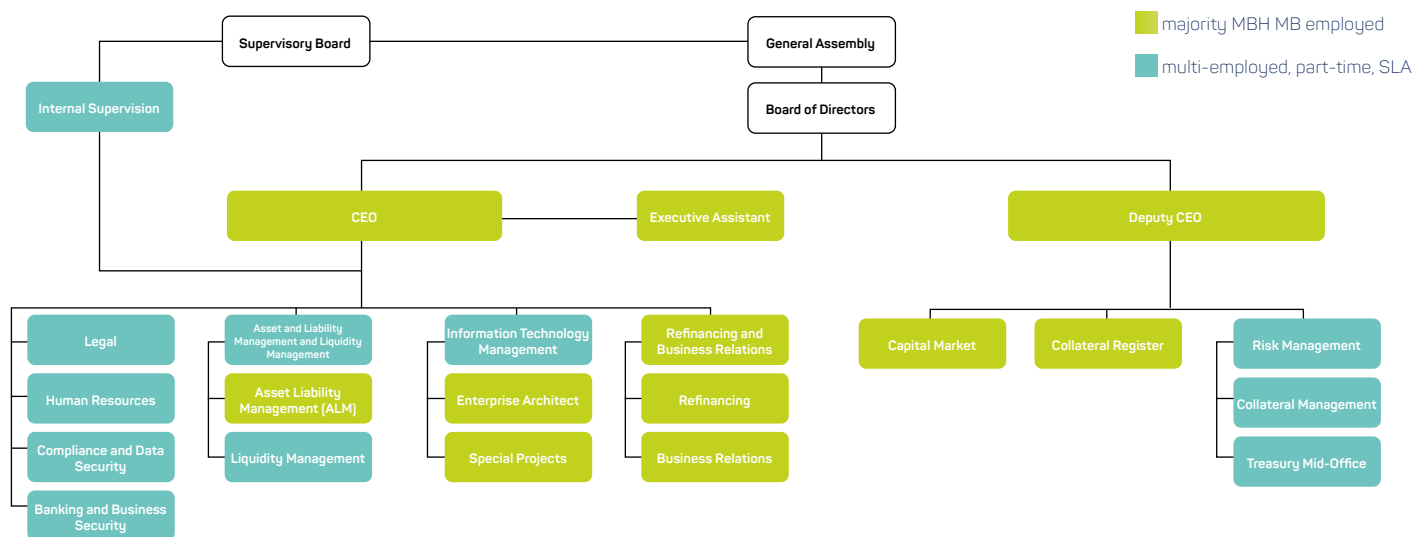 Supervisory Board
General Assembly
majority MBH MB employed
multi-employed, part-time, SLA
Internal Supervision
Board of Directors
CEO
Executive Assistant
Deputy CEO
Legal
Human Resources
Compliance and Data
Security
Banking and Business
Security
Asset and Liability
Management and Liquidity
Management
Asset Liability
Management (ALM)
Liquidity Management
Information Technology
Management
Enterprise Architect
Special Projects
Refinancing and
Business Relations
Refinancing
Business Relations
Capital Market
Collateral Register
Risk Management
Collateral Management
Treasury Mid-Office